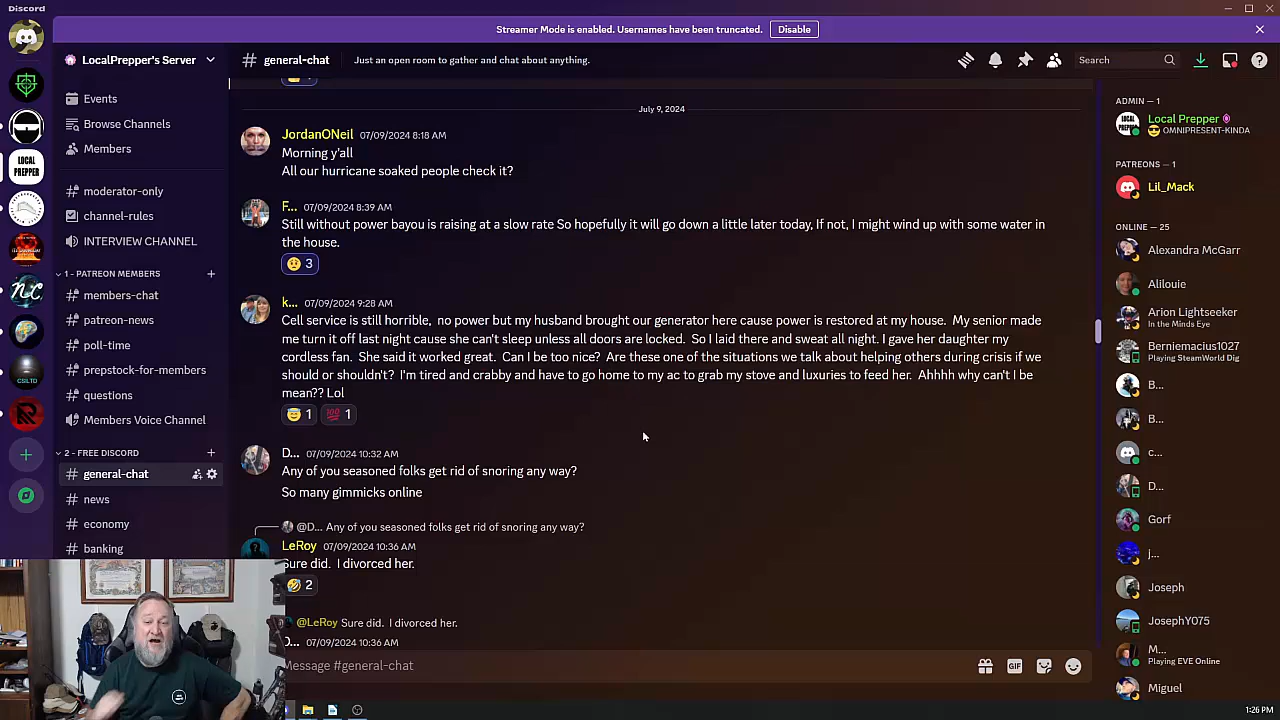 Discord
Streamer Mode is enabled. Usernames have been truncated.
Disable
LocalPrepper's Server
# general-chat
Just an open room to gather and chat about anything.
Search
Events
Browse Channels
Members
moderator-only
channel-rules
INTERVIEW CHANNEL
1 - PATREON MEMBERS
members-chat
patreon-news
poll-time
prepstock-for-members
questions
Members Voice Channel
2 - FREE DISCORD
general-chat
news
economy
banking
LOCAL
PREPPER
NC
CSILTD
July 9, 2024
JordanONeil 07/09/2024 8:18 AM
Morning y'all
All our hurricane soaked people check it?
F... 07/09/2024 8:39 AM
Still without power bayou is raising at a slow rate So hopefully it will go down a little later today, If not, I might wind up with some water in
the house.
3
k... 07/09/2024 9:28 AM
Cell service is still horrible, no power but my husband brought our generator here cause power is restored at my house. My senior made
me turn it off last night cause she can't sleep unless all doors are locked. So I laid there and sweat all night. I gave her daughter my
cordless fan. She said it worked great. Can I be too nice? Are these one of the situations we talk about helping others during crisis if we
should or shouldn't? I'm tired and crabby and have to go home to my ac to grab my stove and luxuries to feed her. Ahhhh why can't I be
mean?? Lol
1 100 1
D... 07/09/2024 10:32 AM
Any of you seasoned folks get rid of snoring any way?
So many gimmicks online
@D... Any of you seasoned folks get rid of snoring any way?
LeRoy 07/09/2024 10:36 AM
Sure did. I divorced her.
2
@LeRoy Sure did. I divorced her.
D... 07/09/2024 10:36 AM
Message #general-chat
GIF
ADMIN — 1
Local Prepper
OMNIPRESENT-KINDA
PATREONS — 1
Lil_Mack
ONLINE — 25
Alexandra McGarr
Alilouie
Arion Lightseeker
In the Minds Eye
Berniemacius1027
Playing SteamWorld Dig
B...
B...
c...
D...
Gorf
j...
Joseph
JosephY075
M...
Playing EVE Online
Miguel
1:26 PM